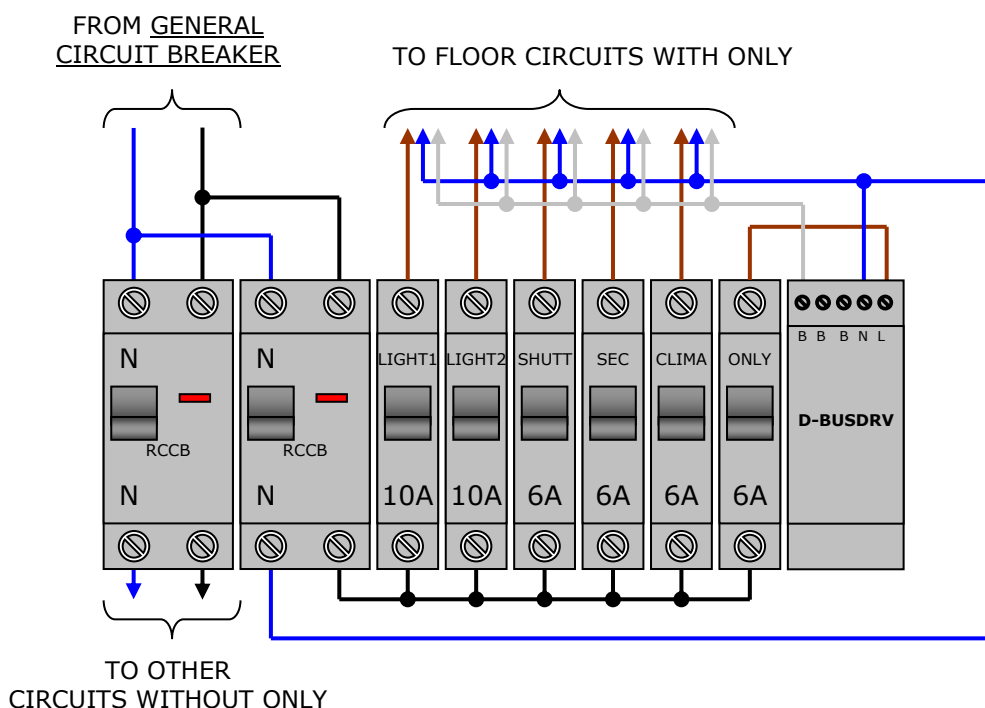 FROM GENERAL
CIRCUIT BREAKER
TO FLOOR CIRCUITS WITH ONLY
N
RCCB
N
N
RCCB
N
LIGHT1
10A
LIGHT2
10A
SHUTT
6A
SEC
6A
CLIMA
6A
ONLY
6A
B B B N L
D-BUSDRV
TO OTHER
CIRCUITS WITHOUT ONLY